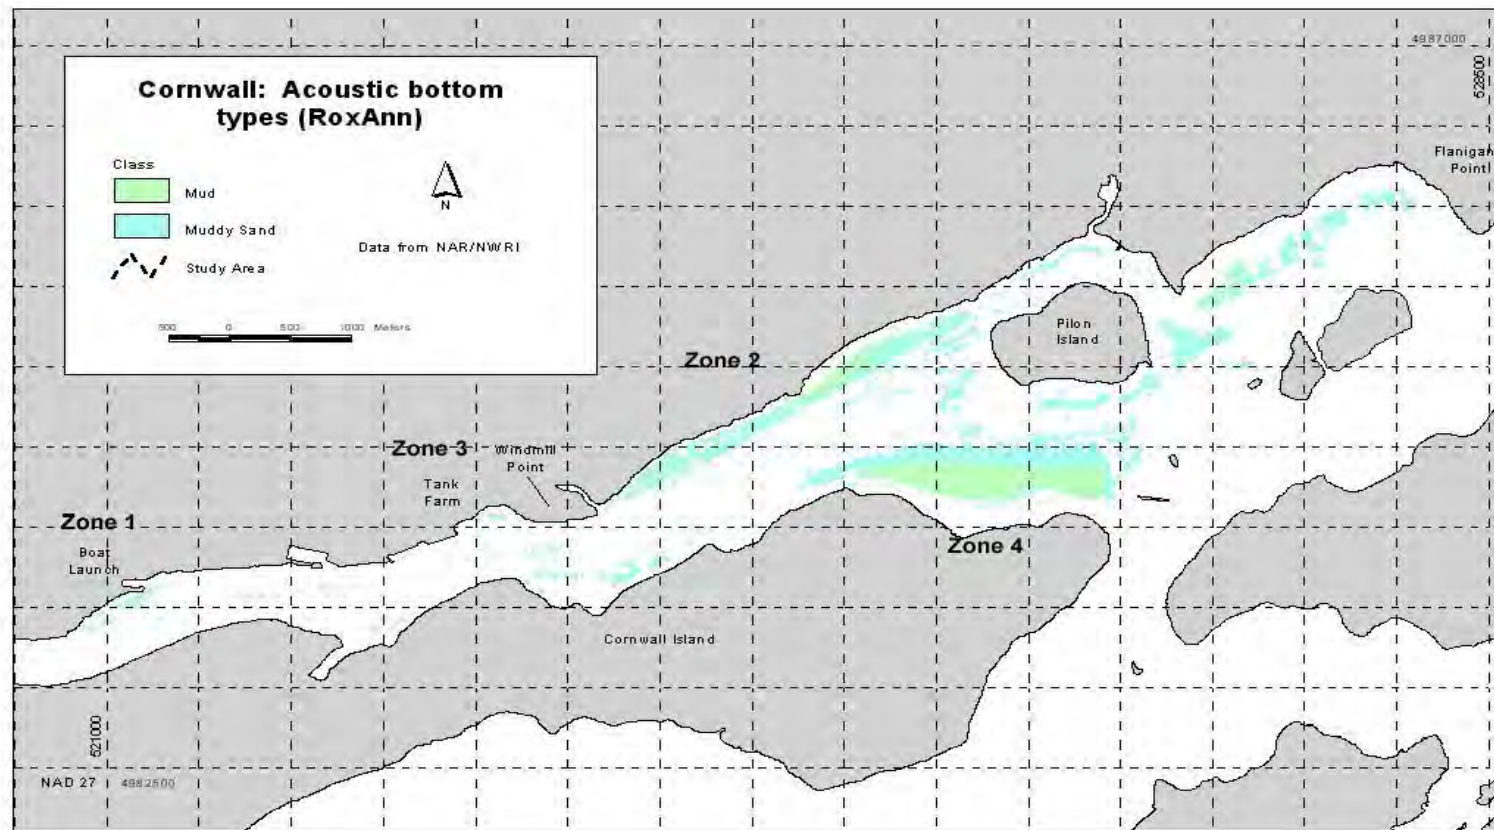 4987000
528500
Cornwall: Acoustic bottom
types (RoxAnn)
Class
Mud
Muddy Sand
Study Area
N
Data from NAR/NWRI
500 0 500 1000 Meters
Flanigan
Point
Pilon
Island
Zone 2
Zone 3
Windmill
Point
Tank
Farm
Zone 1
Boat
Launch
Zone 4
Cornwall Island
521000
NAD 27
4982500